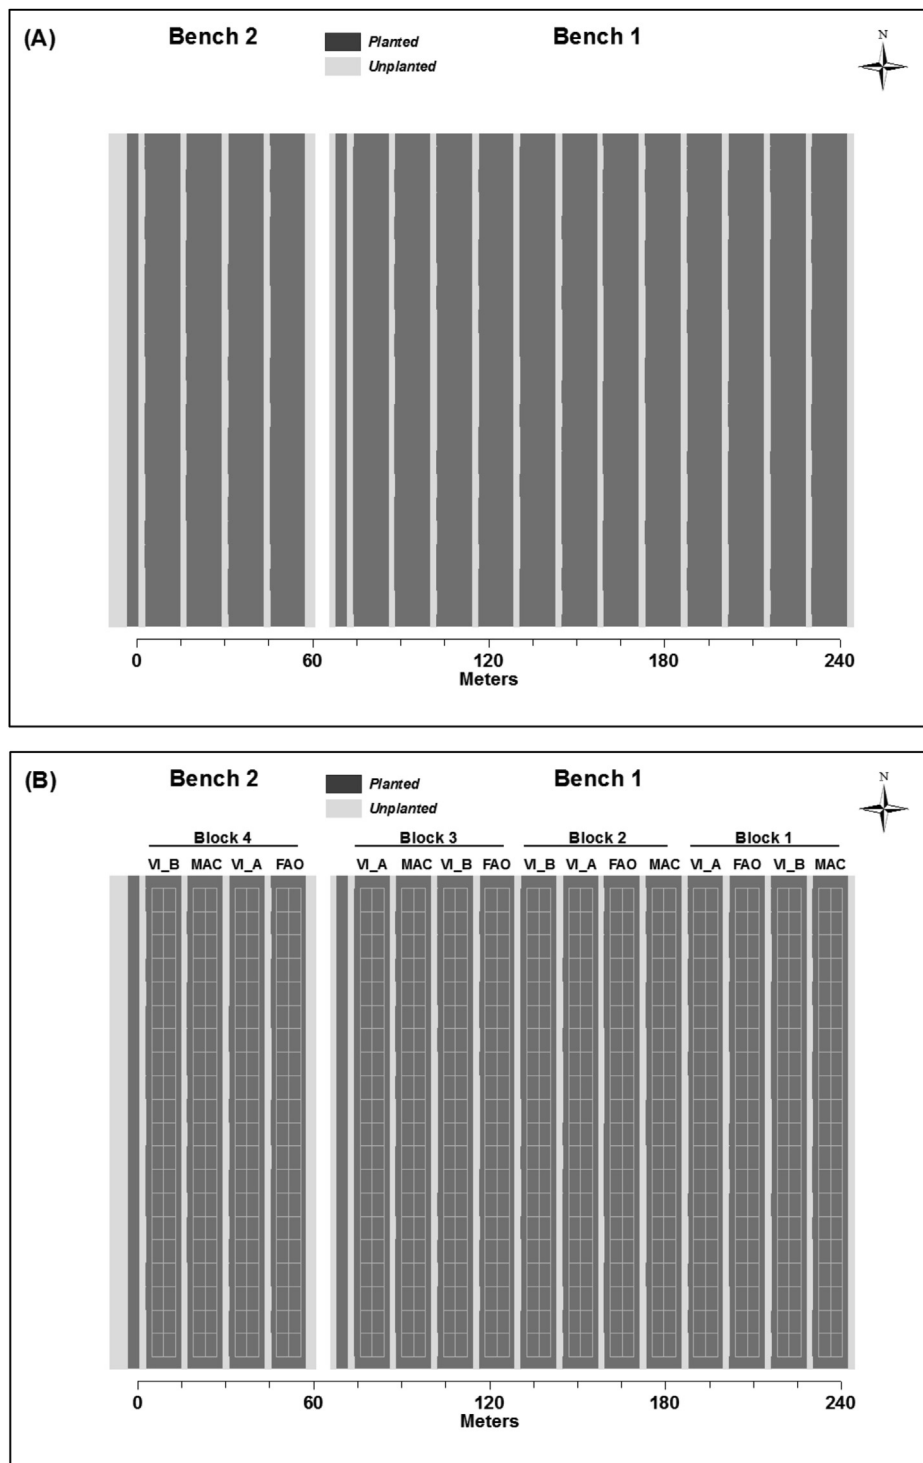 (A) Bench 2 Planted Bench 1 N
Unplanted
0 60 120 180 240
Meters
(B) Bench 2 Planted Bench 1 N
Unplanted
Block 4 Block 3 Block 2 Block 1
VI_B MAC VI_A FAO VI_A MAC VI_B FAO VI_B VI_A FAO MAC VI_A FAO VI_B MAC
0 60 120 180 240
Meters